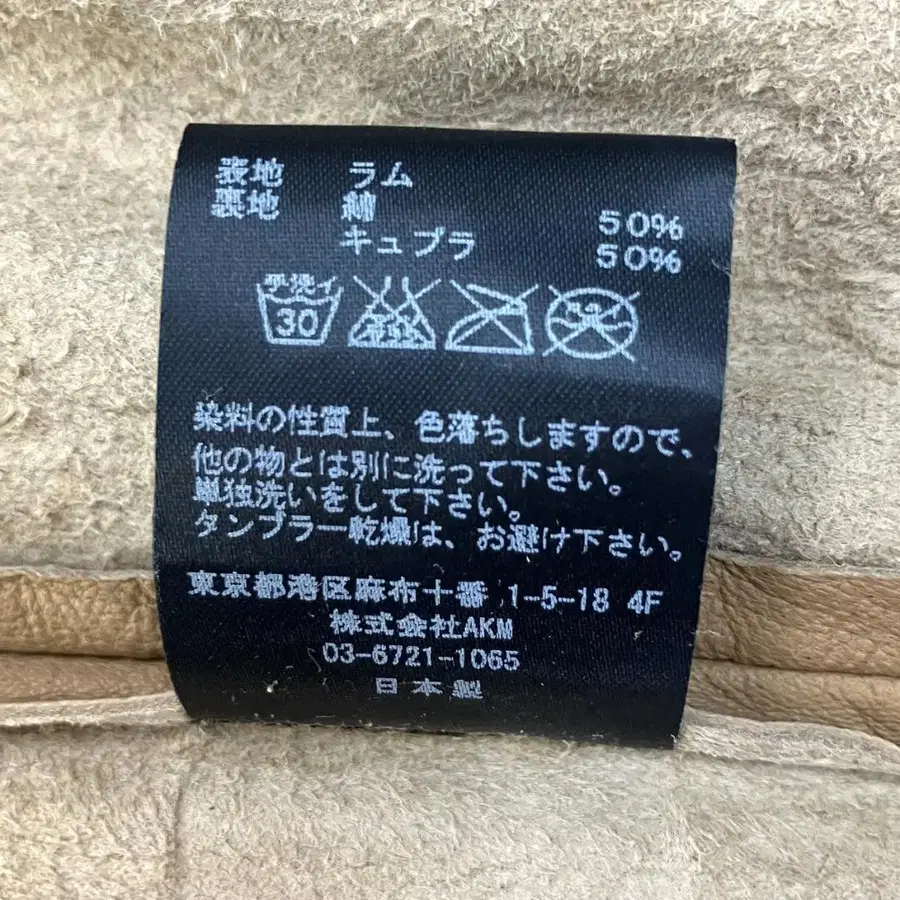 表地 ラム
裏地 綿 50%
キュプラ 50%
手洗イ
30
染料の性質上、色落ちしますので、
他の物とは別に洗って下さい。
単独洗いをして下さい。
タンブラー乾燥は、お避け下さい。
東京都港区麻布十番 1-5-18 4F
株式会社AKM
03-6721-1065
日本製